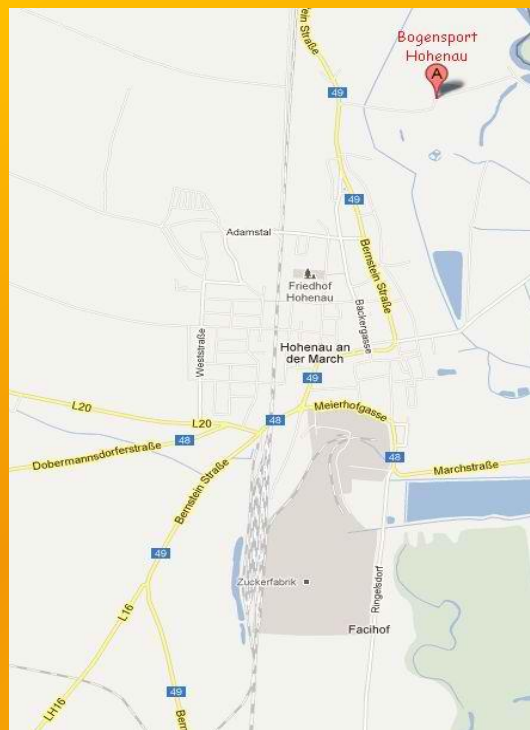 Bernstein Straße
Bogensport
Hohenau
A
49
49
Adamstal
Bernstein Straße
Friedhof
Hohenau
Bäckergasse
Weststraße
Hohenau an
der March
49
L20
L20
48
Meierhofgasse
48
Dobermannsdorferstraße
48
Marchstraße
Bernstein Straße
49
Zuckerfabrik
Ringelsdorf
L16
Facihof
49
LH16